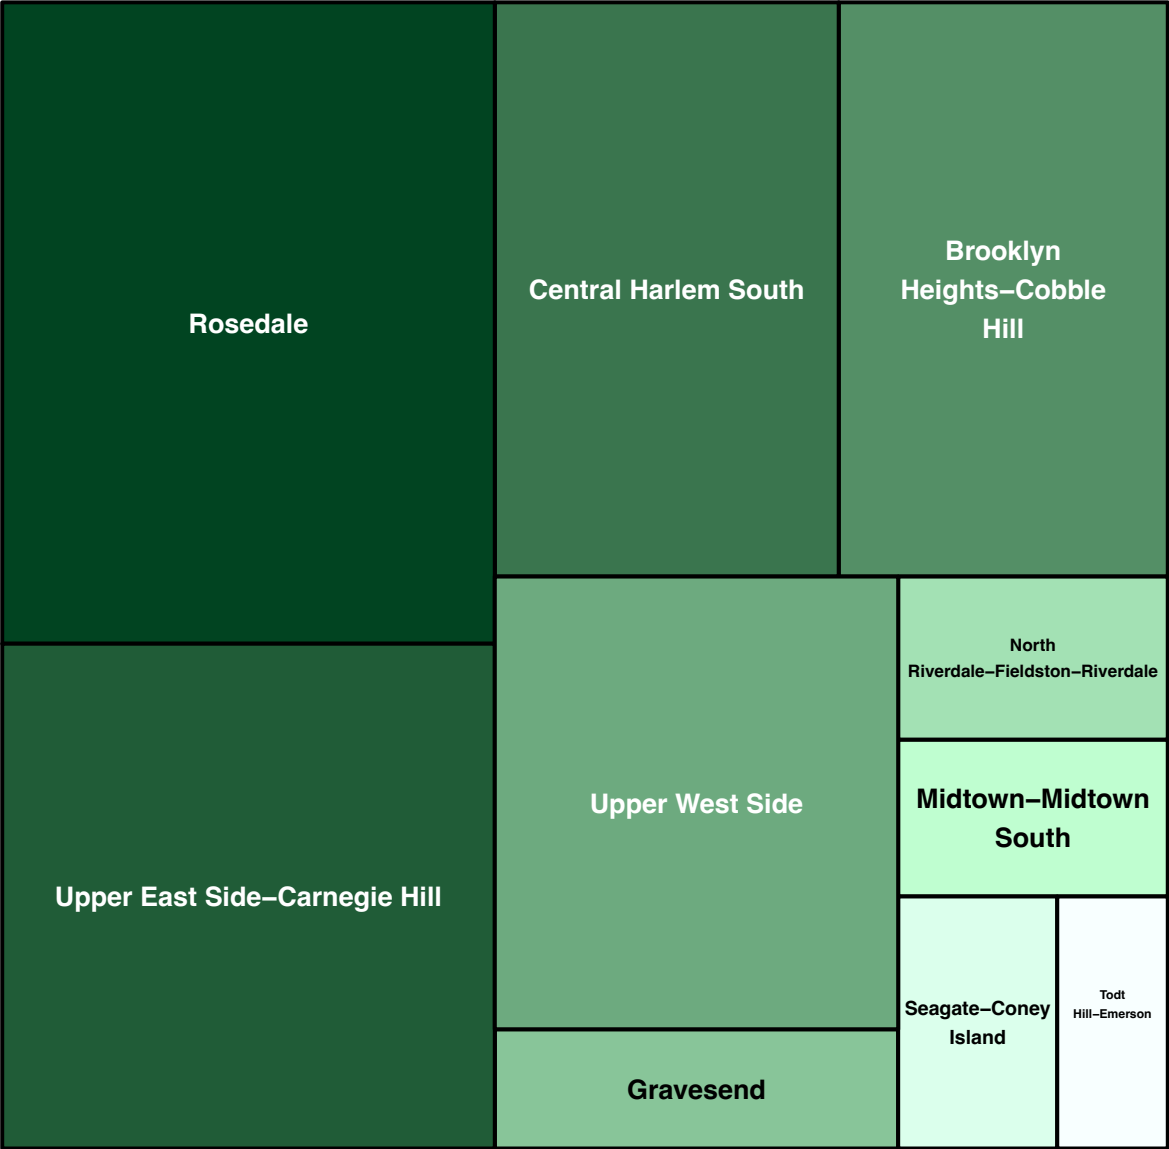 Rosedale
Central Harlem South
Brooklyn
Heights–Cobble
Hill
Upper East Side–Carnegie Hill
Upper West Side
Gravesend
North
Riverdale–Fieldston–Riverdale
Midtown–Midtown
South
Seagate–Coney
Island
Todt
Hill–Emerson